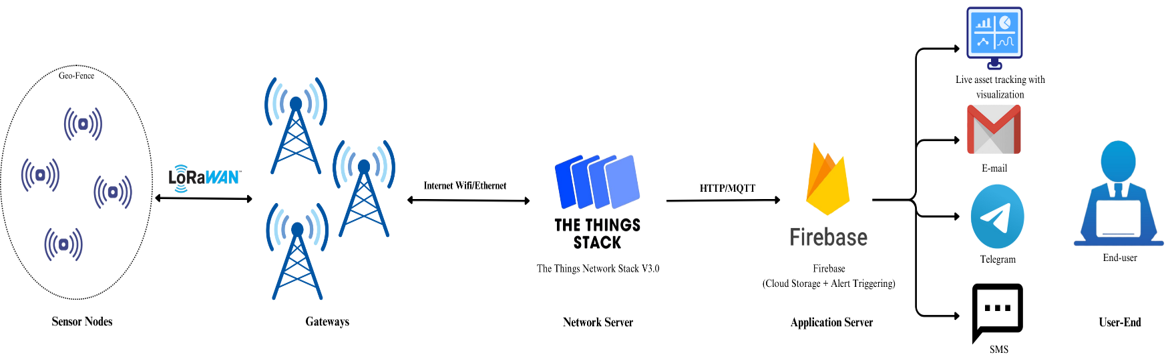 Geo-Fence
Sensor Nodes
LoRaWAN™
Gateways
Internet Wifi/Ethernet
THE THINGS
STACK
The Things Network Stack V3.0
Network Server
HTTP/MQTT
Firebase
Firebase
(Cloud Storage + Alert Triggering)
Application Server
Live asset tracking with
visualization
E-mail
Telegram
SMS
End-user
User-End